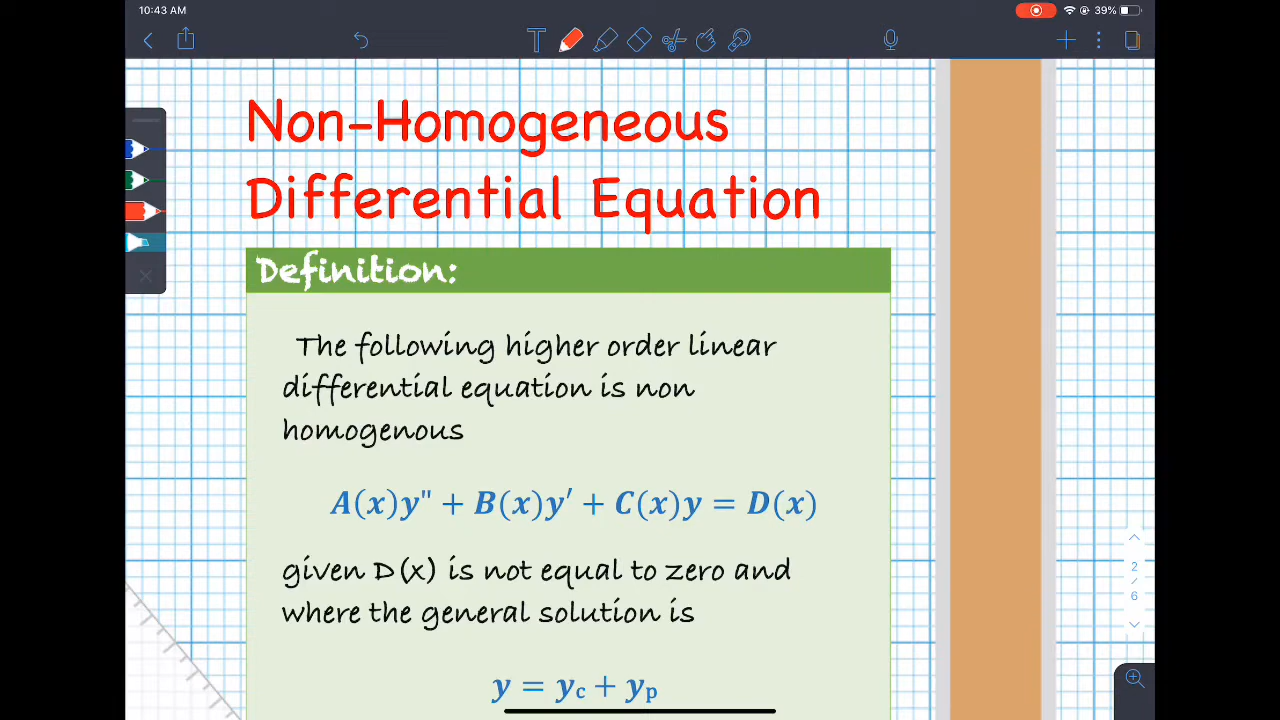 10:43 AM
39%
Non-Homogeneous
Differential Equation
Definition:
The following higher order linear
differential equation is non
homogenous
A(x)y" + B(x)y′ + C(x)y = D(x)
given D(x) is not equal to zero and
where the general solution is
y = yc + yp
2
/
6